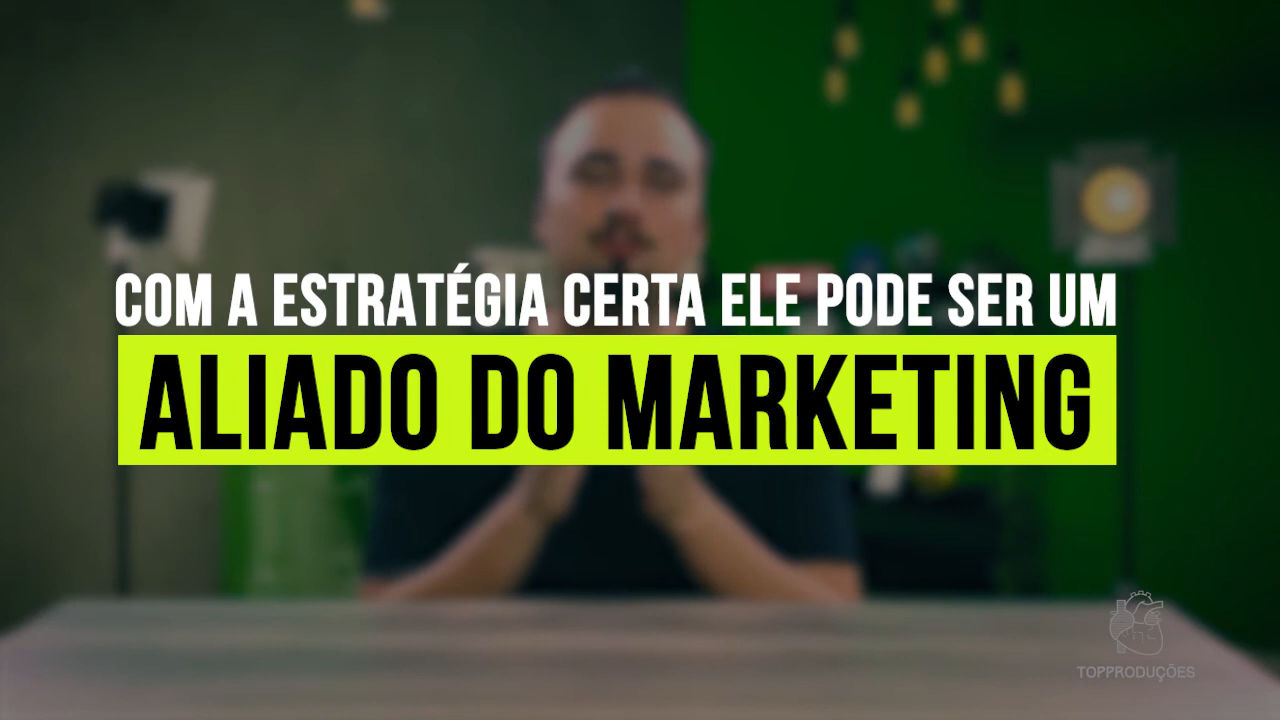 COM A ESTRATÉGIA CERTA ELE PODE SER UM
ALIADO DO MARKETING
TOPPRODUÇÕES